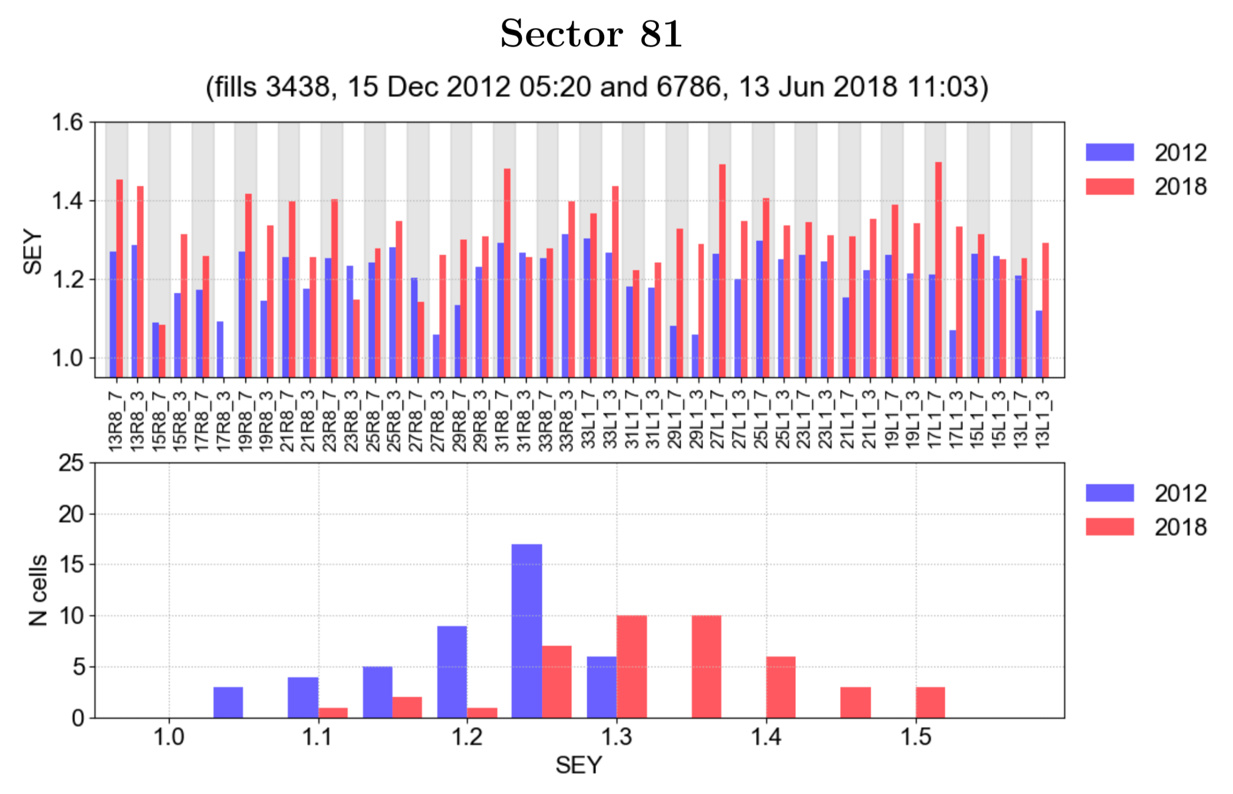 Sector 81
(fills 3438, 15 Dec 2012 05:20 and 6786, 13 Jun 2018 11:03)
1.6
1.4
1.2
1.0
SEY
2012
2018
13R8_7
13R8_3
15R8_7
15R8_3
17R8_7
17R8_3
19R8_7
19R8_3
21R8_7
21R8_3
23R8_7
23R8_3
25R8_7
25R8_3
27R8_7
27R8_3
29R8_7
29R8_3
31R8_7
31R8_3
33R8_7
33R8_3
33L1_7
33L1_3
31L1_7
31L1_3
29L1_7
29L1_3
27L1_7
27L1_3
25L1_7
25L1_3
23L1_7
23L1_3
21L1_7
21L1_3
19L1_7
19L1_3
17L1_7
17L1_3
15L1_7
15L1_3
13L1_7
13L1_3
25
20
15
10
5
0
N cells
2012
2018
1.0 1.1 1.2 1.3 1.4 1.5
SEY